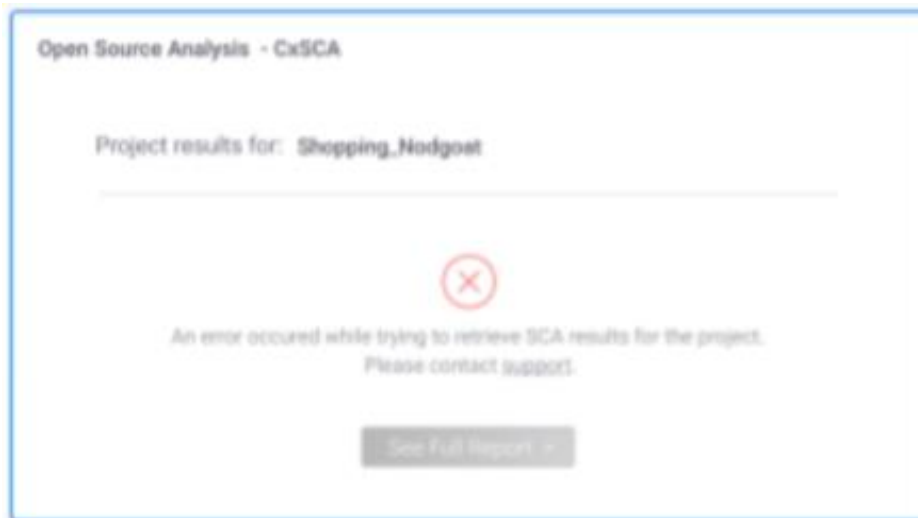 Open Source Analysis - CxSCA
Project results for: Shopping_Nodgoat
An error occured while trying to retrieve SCA results for the project.
Please contact support.
See Full Report